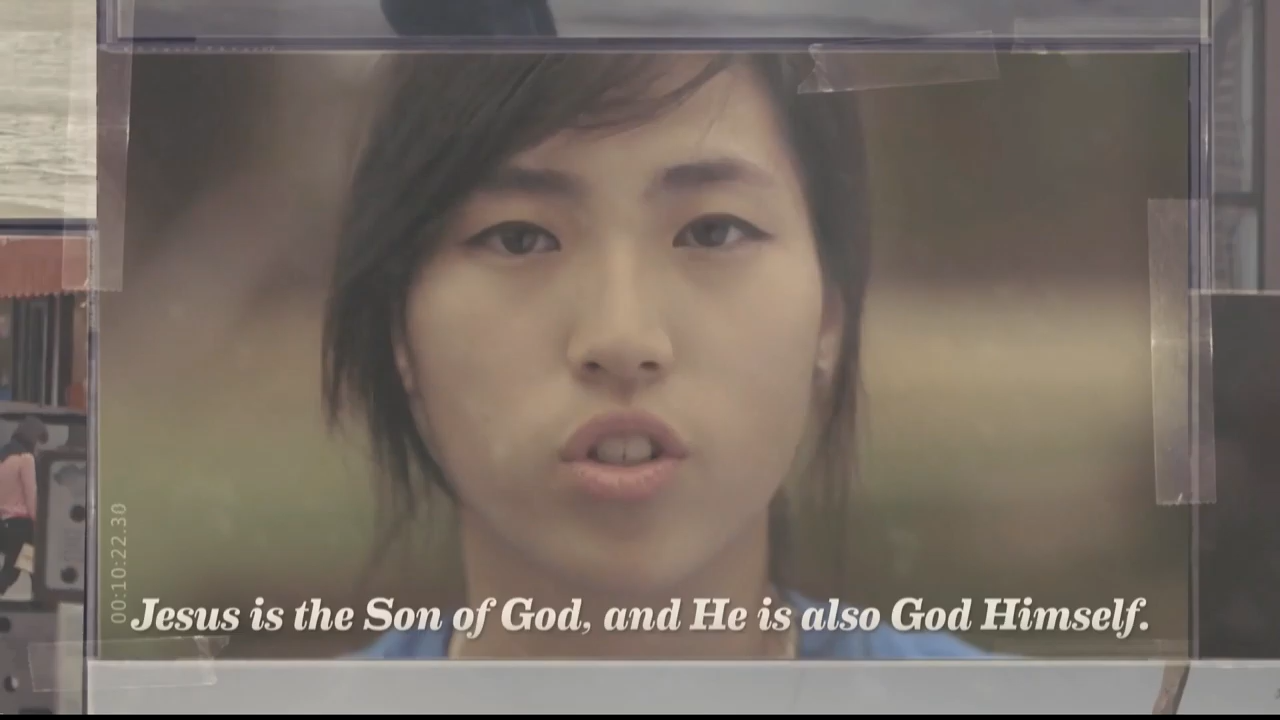 00:10:22.30
Jesus is the Son of God, and He is also God Himself.